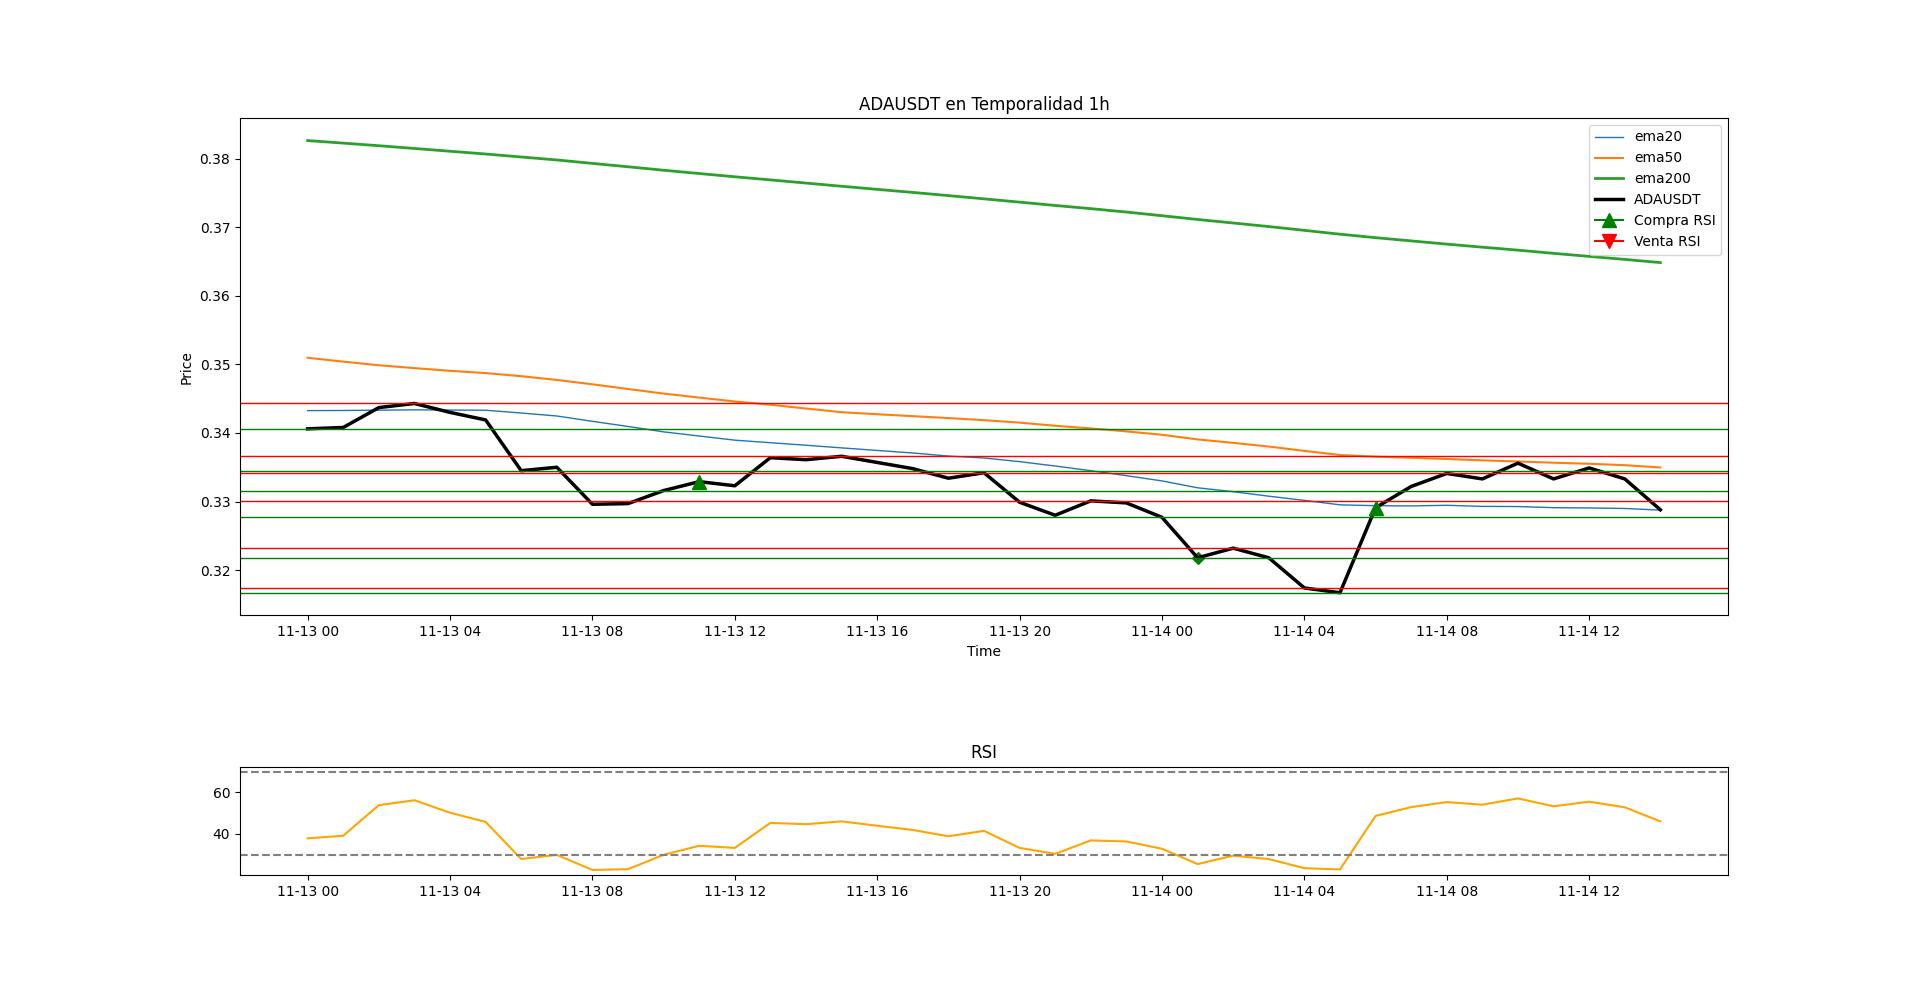 ADAUSDT en Temporalidad 1h
ema20
ema50
ema200
ADAUSDT
Compra RSI
Venta RSI
Price
0.38
0.37
0.36
0.35
0.34
0.33
0.32
11-13 00 11-13 04 11-13 08 11-13 12 11-13 16 11-13 20 11-14 00 11-14 04 11-14 08 11-14 12
Time
RSI
60
40
11-13 00 11-13 04 11-13 08 11-13 12 11-13 16 11-13 20 11-14 00 11-14 04 11-14 08 11-14 12